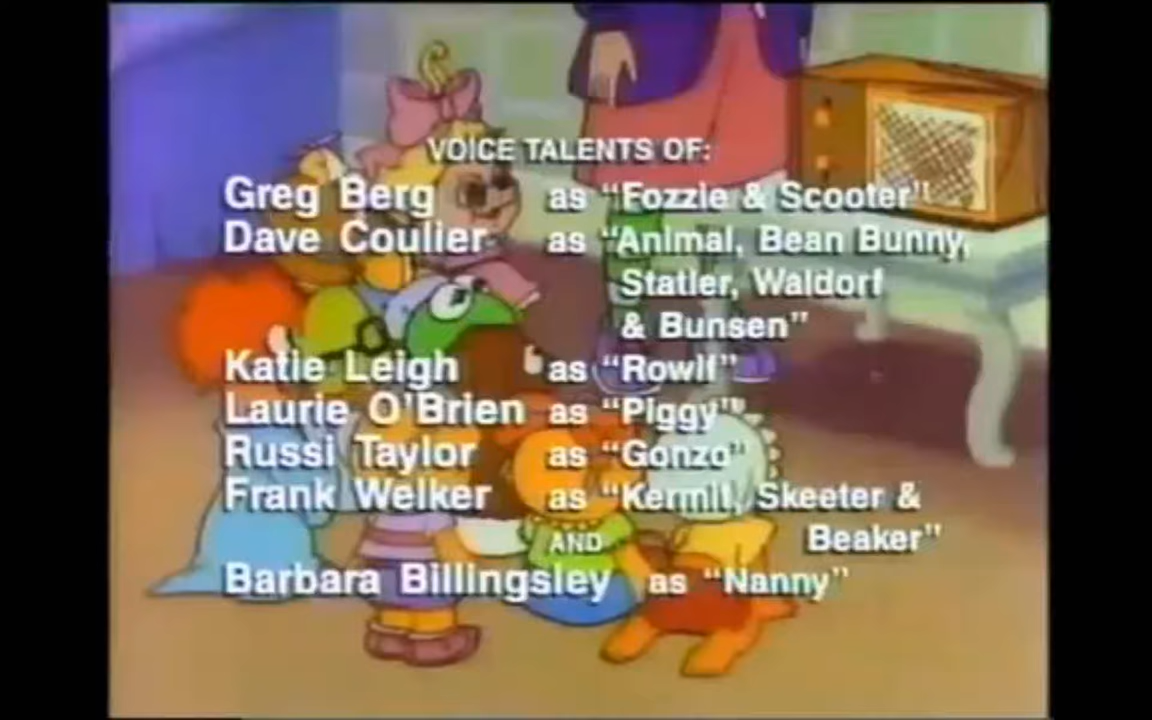 VOICE TALENTS OF:
Greg Berg as "Fozzie & Scooter"
Dave Coulier as "Animal, Bean Bunny,
Statler, Waldorf
& Bunsen"
Katie Leigh as "Rowlf"
Laurie O'Brien as "Piggy"
Russi Taylor as "Gonzo"
Frank Welker as "Kermit, Skeeter &
Beaker"
AND
Barbara Billingsley as "Nanny"